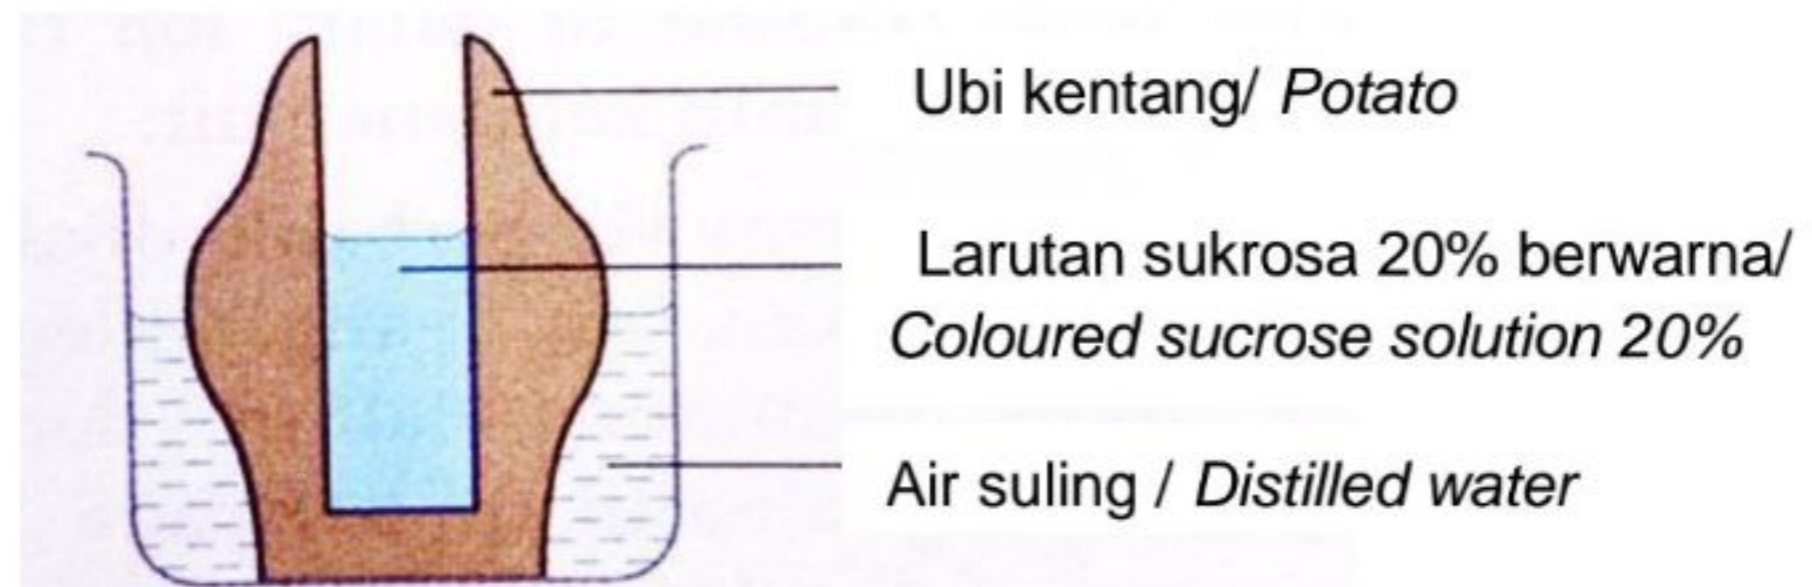 Ubi kentang/ Potato
Larutan sukrosa 20% berwarna/
Coloured sucrose solution 20%
Air suling / Distilled water